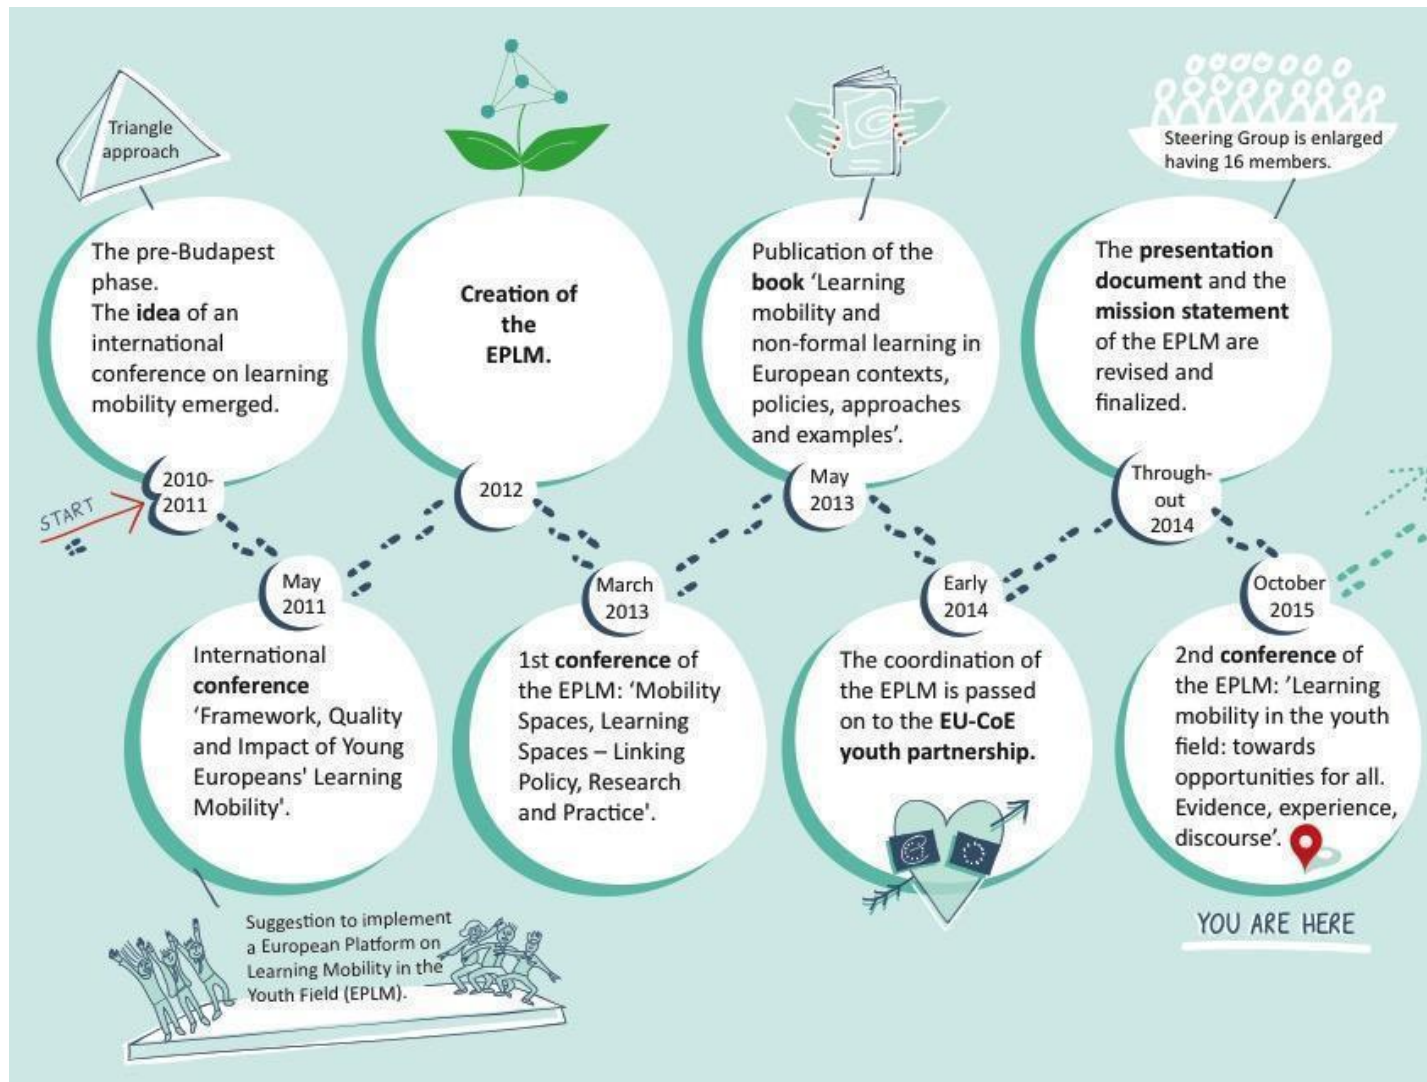 Triangle
approach
The pre-Budapest
phase.
The idea of an
international
conference on learning
mobility emerged.
START
2010-
2011
May
2011
International
conference
‘Framework, Quality
and Impact of Young
Europeans' Learning
Mobility'.
Suggestion to implement
a European Platform on
Learning Mobility in the
Youth Field (EPLM).
Creation of
the
EPLM.
2012
March
2013
1st conference of
the EPLM: ‘Mobility
Spaces, Learning
Spaces – Linking
Policy, Research
and Practice'.
Publication of the
book ‘Learning
mobility and
non-formal learning in
European contexts,
policies, approaches
and examples’.
May
2013
Early
2014
The coordination of
the EPLM is passed
on to the EU-CoE
youth partnership.
Steering Group is enlarged
having 16 members.
The presentation
document and the
mission statement
of the EPLM are
revised and
finalized.
Through-
out
2014
October
2015
2nd conference of
the EPLM: ’Learning
mobility in the youth
field: towards
opportunities for all.
Evidence, experience,
discourse’.
YOU ARE HERE